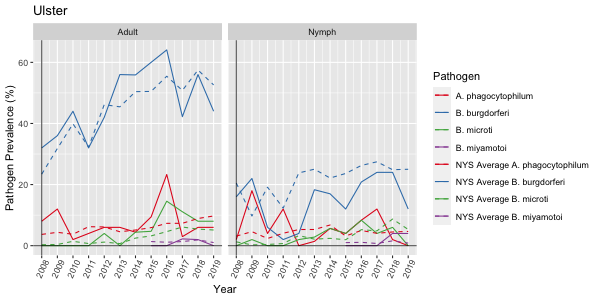 Ulster
Adult
Nymph
Pathogen Prevalence (%)
60
40
20
0
2008
2009
2010
2011
2012
2013
2014
2015
2016
2017
2018
2019
2008
2009
2010
2011
2012
2013
2014
2015
2016
2017
2018
2019
Year
Pathogen
A. phagocytophilum
B. burgdorferi
B. microti
B. miyamotoi
NYS Average A. phagocytophilum
NYS Average B. burgdorferi
NYS Average B. microti
NYS Average B. miyamotoi